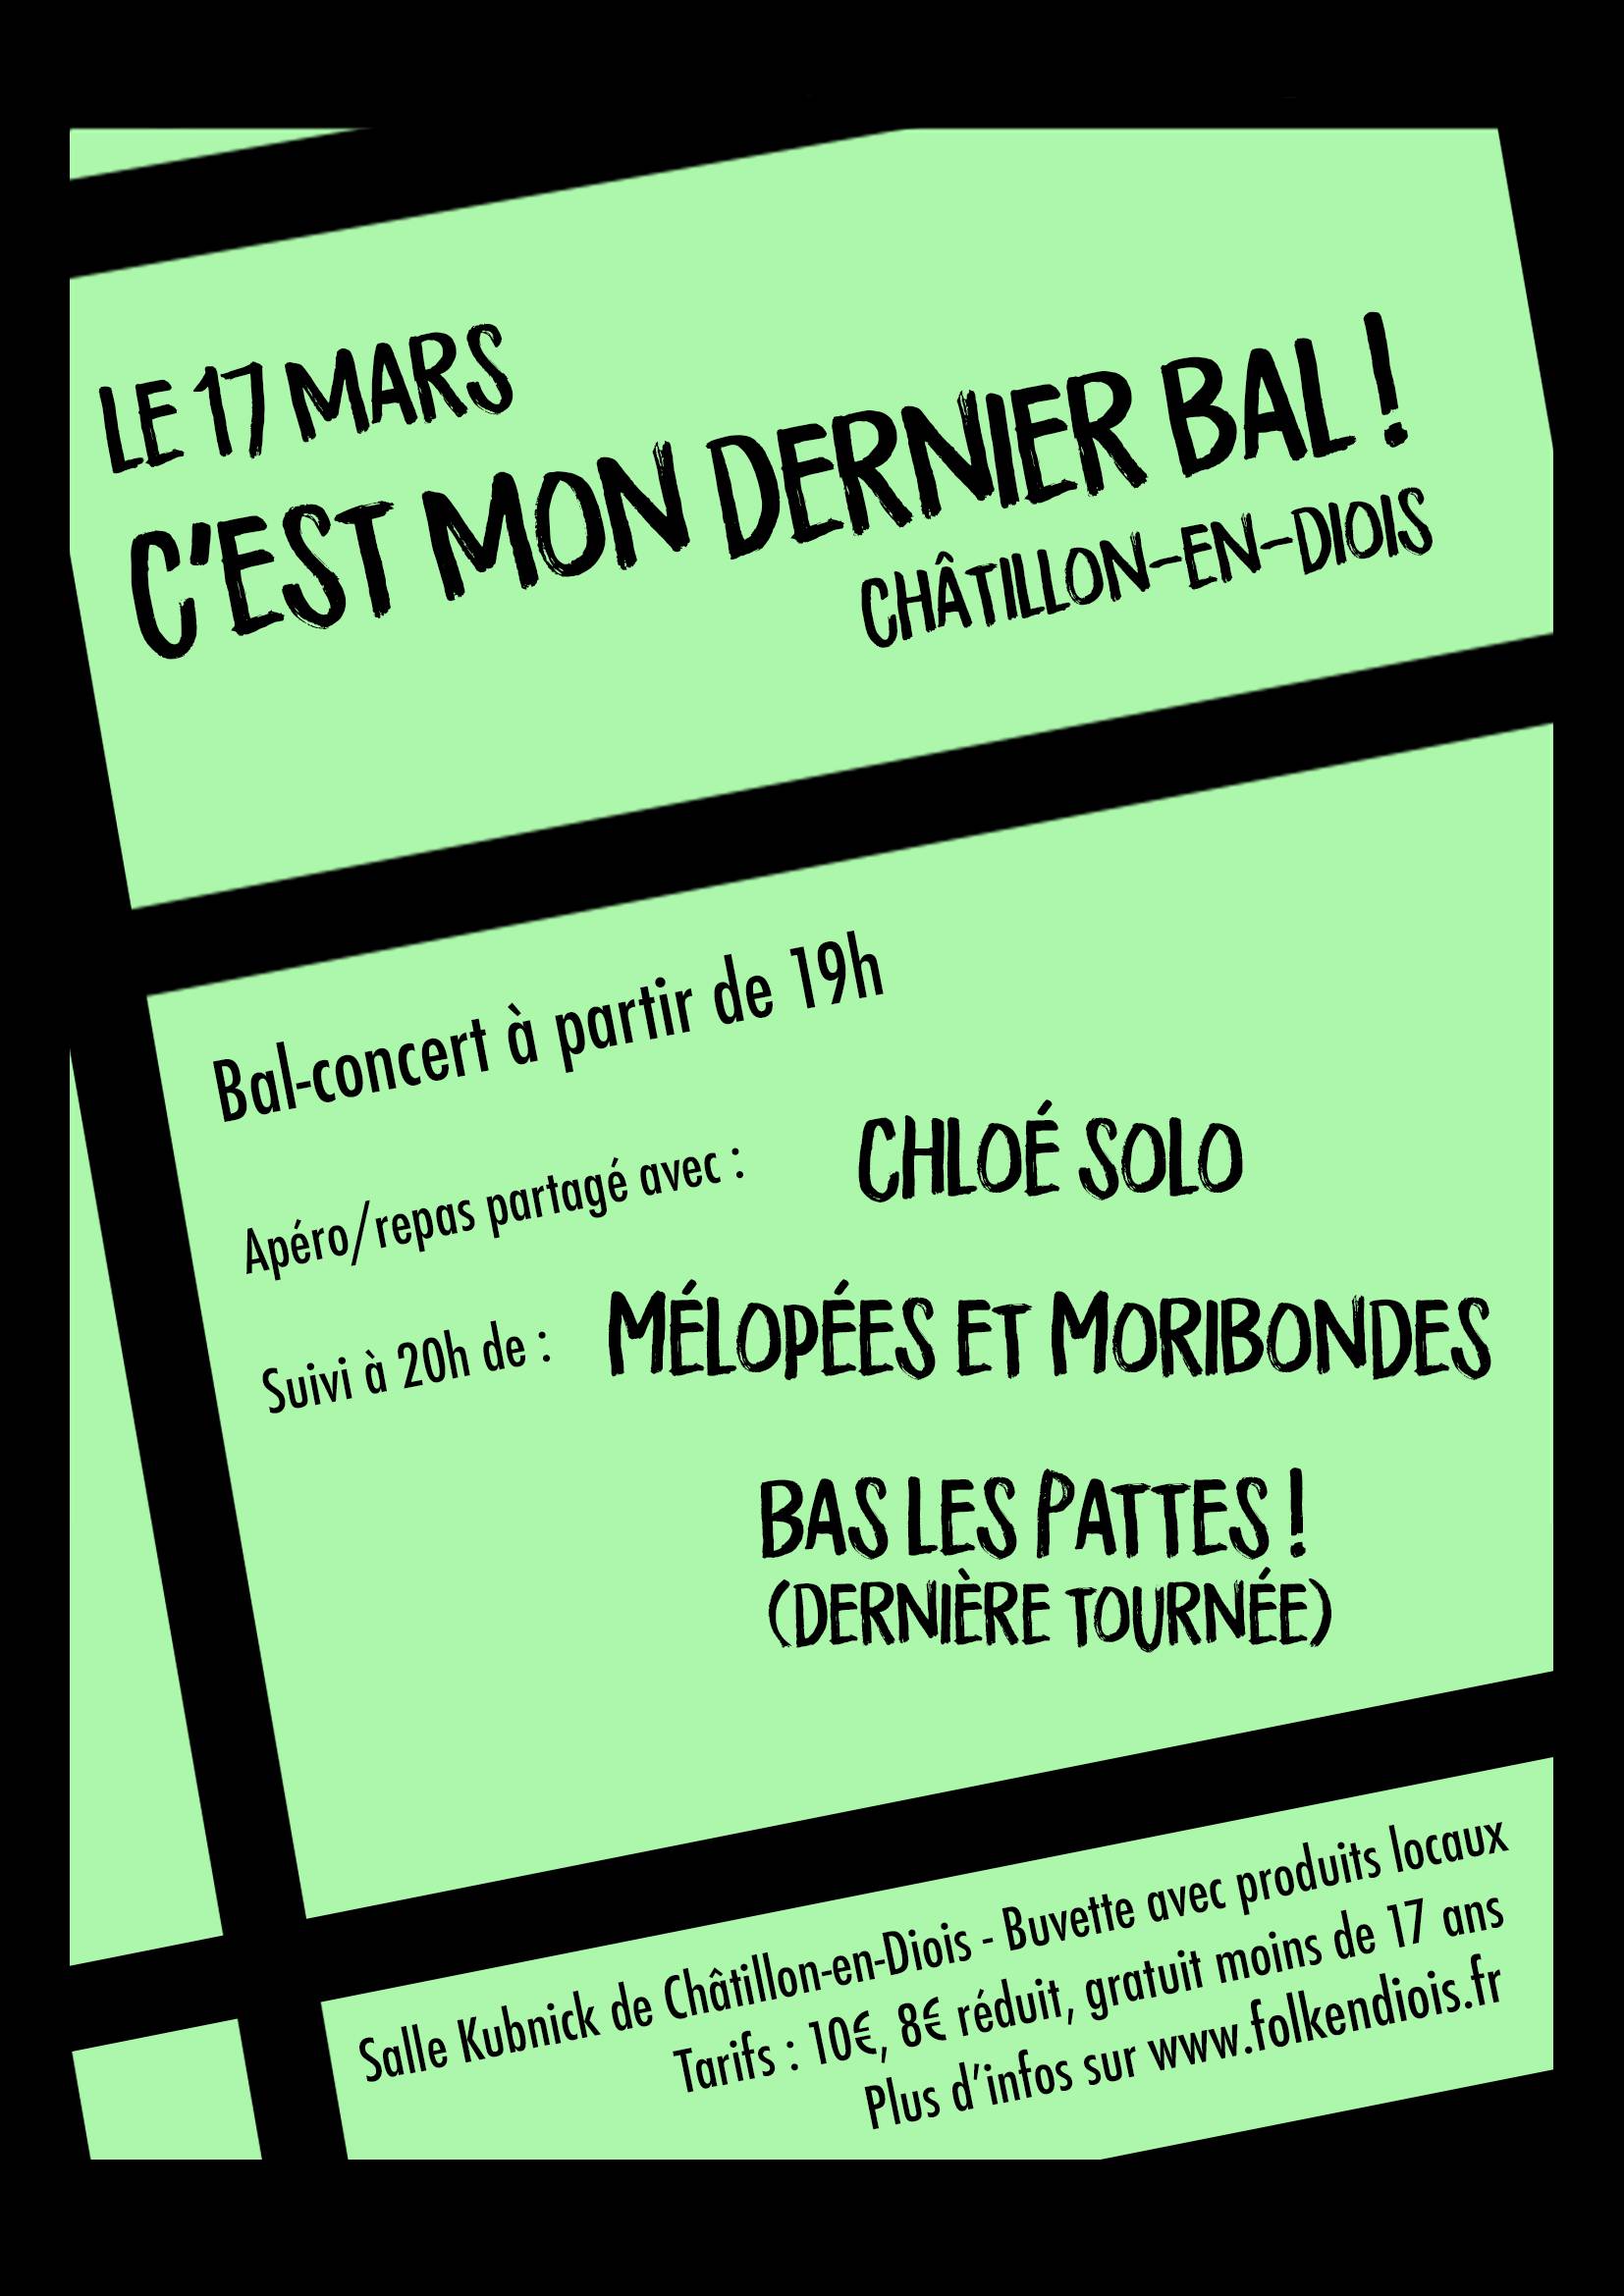 LE 17 MARS
C'EST MON DERNIER BAL !
CHÂTILLON-EN-DIOIS
Bal-concert à partir de 19h
Apéro/repas partagé avec : CHLOÉ SOLO
Suivi à 20h de : MÉLOPÉES ET MORIBONDES
BAS LES PATTES !
(DERNIÈRE TOURNÉE)
Salle Kubnick de Châtillon-en-Diois - Buvette avec produits locaux
Tarifs : 10€, 8€ réduit, gratuit moins de 17 ans
Plus d'infos sur www.folkendiois.fr